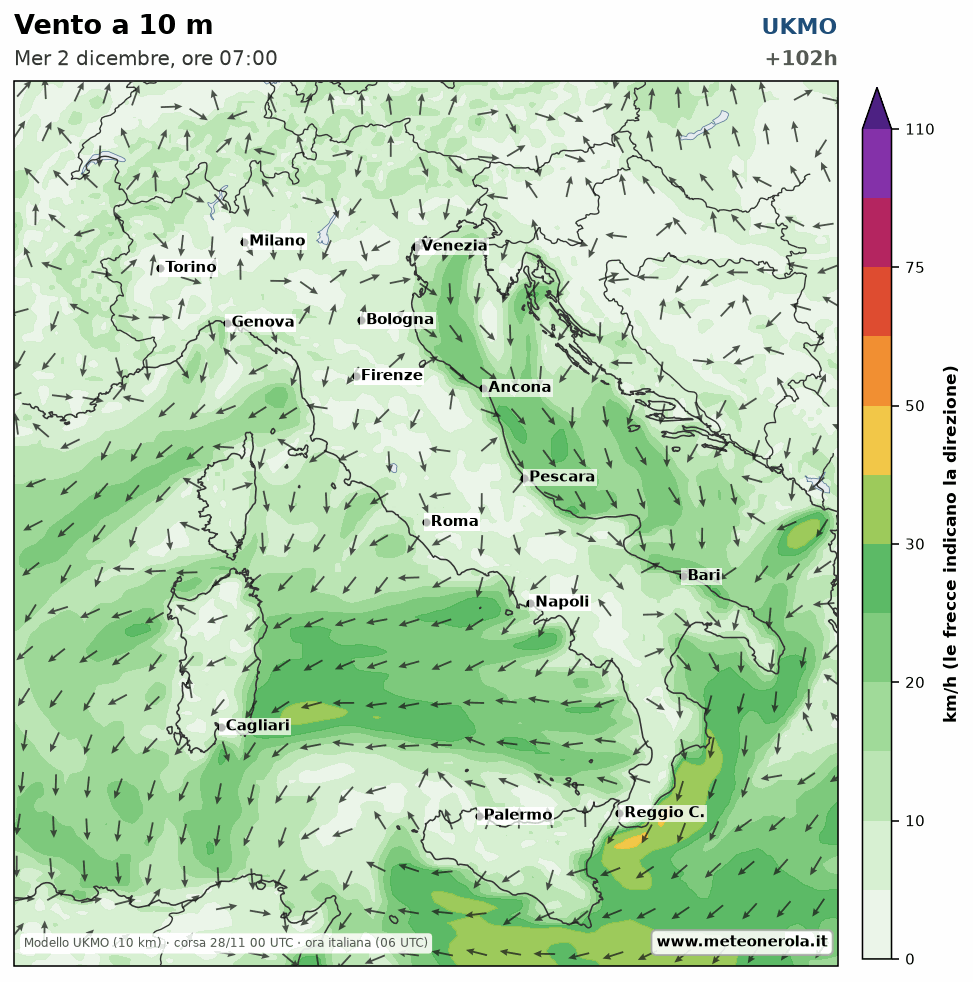 Vento a 10 m
UKMO
Mer 2 dicembre, ore 07:00
+102h
Milano
Venezia
Torino
Genova
Bologna
Firenze
Ancona
Pescara
Roma
Bari
Napoli
Cagliari
Palermo
Reggio C.
Modello UKMO (10 km) · corsa 28/11 00 UTC · ora italiana (06 UTC)
www.meteonerola.it
110
75
50
30
20
10
0
km/h (le frecce indicano la direzione)